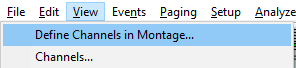 File Edit View Events Paging Setup Analyze
Define Channels in Montage...
Channels...